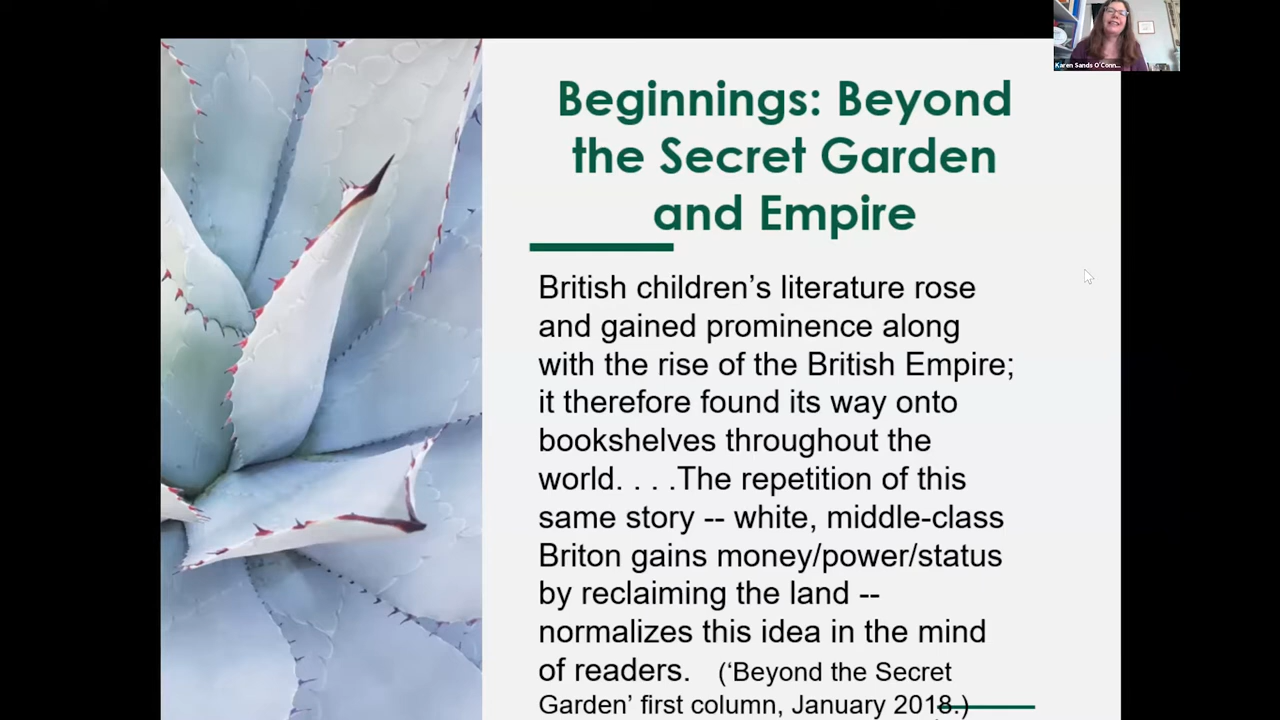 Karen Sands O'Conn...
Beginnings: Beyond
the Secret Garden
and Empire
British children’s literature rose
and gained prominence along
with the rise of the British Empire;
it therefore found its way onto
bookshelves throughout the
world. . . .The repetition of this
same story -- white, middle-class
Briton gains money/power/status
by reclaiming the land --
normalizes this idea in the mind
of readers. (‘Beyond the Secret
Garden’ first column, January 2018.)